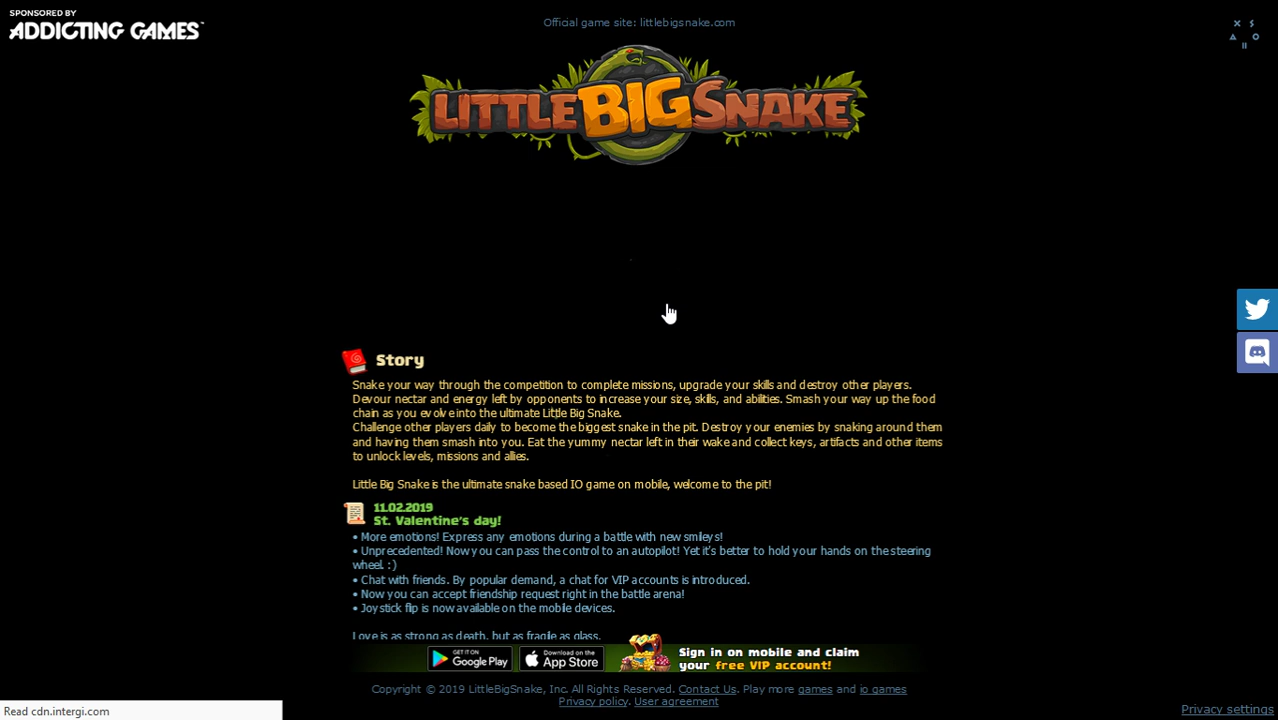 SPONSORED BY
ADDICTING GAMES
Official game site: littlebigsnake.com
LITTLE BIG SNAKE
Story
Snake your way through the competition to complete missions, upgrade your skills and destroy other players.
Devour nectar and energy left by opponents to increase your size, skills, and abilities. Smash your way up the food
chain as you evolve into the ultimate Little Big Snake.
Challenge other players daily to become the biggest snake in the pit. Destroy your enemies by snaking around them
and having them smash into you. Eat the yummy nectar left in their wake and collect keys, artifacts and other items
to unlock levels, missions and allies.
Little Big Snake is the ultimate snake based IO game on mobile, welcome to the pit!
11.02.2019
St. Valentine's day!
• More emotions! Express any emotions during a battle with new smileys!
• Unprecedented! Now you can pass the control to an autopilot! Yet it's better to hold your hands on the steering
wheel. :)
• Chat with friends. By popular demand, a chat for VIP accounts is introduced.
• Now you can accept friendship request right in the battle arena!
• Joystick flip is now available on the mobile devices.
Love is as strong as death, but as fragile as glass.
GET IT ON
Google Play
Download on the
App Store
Sign in on mobile and claim
your free VIP account!
Copyright © 2019 LittleBigSnake, Inc. All Rights Reserved. Contact Us. Play more games and io games
Privacy policy. User agreement
Privacy settings
Read cdn.intergi.com